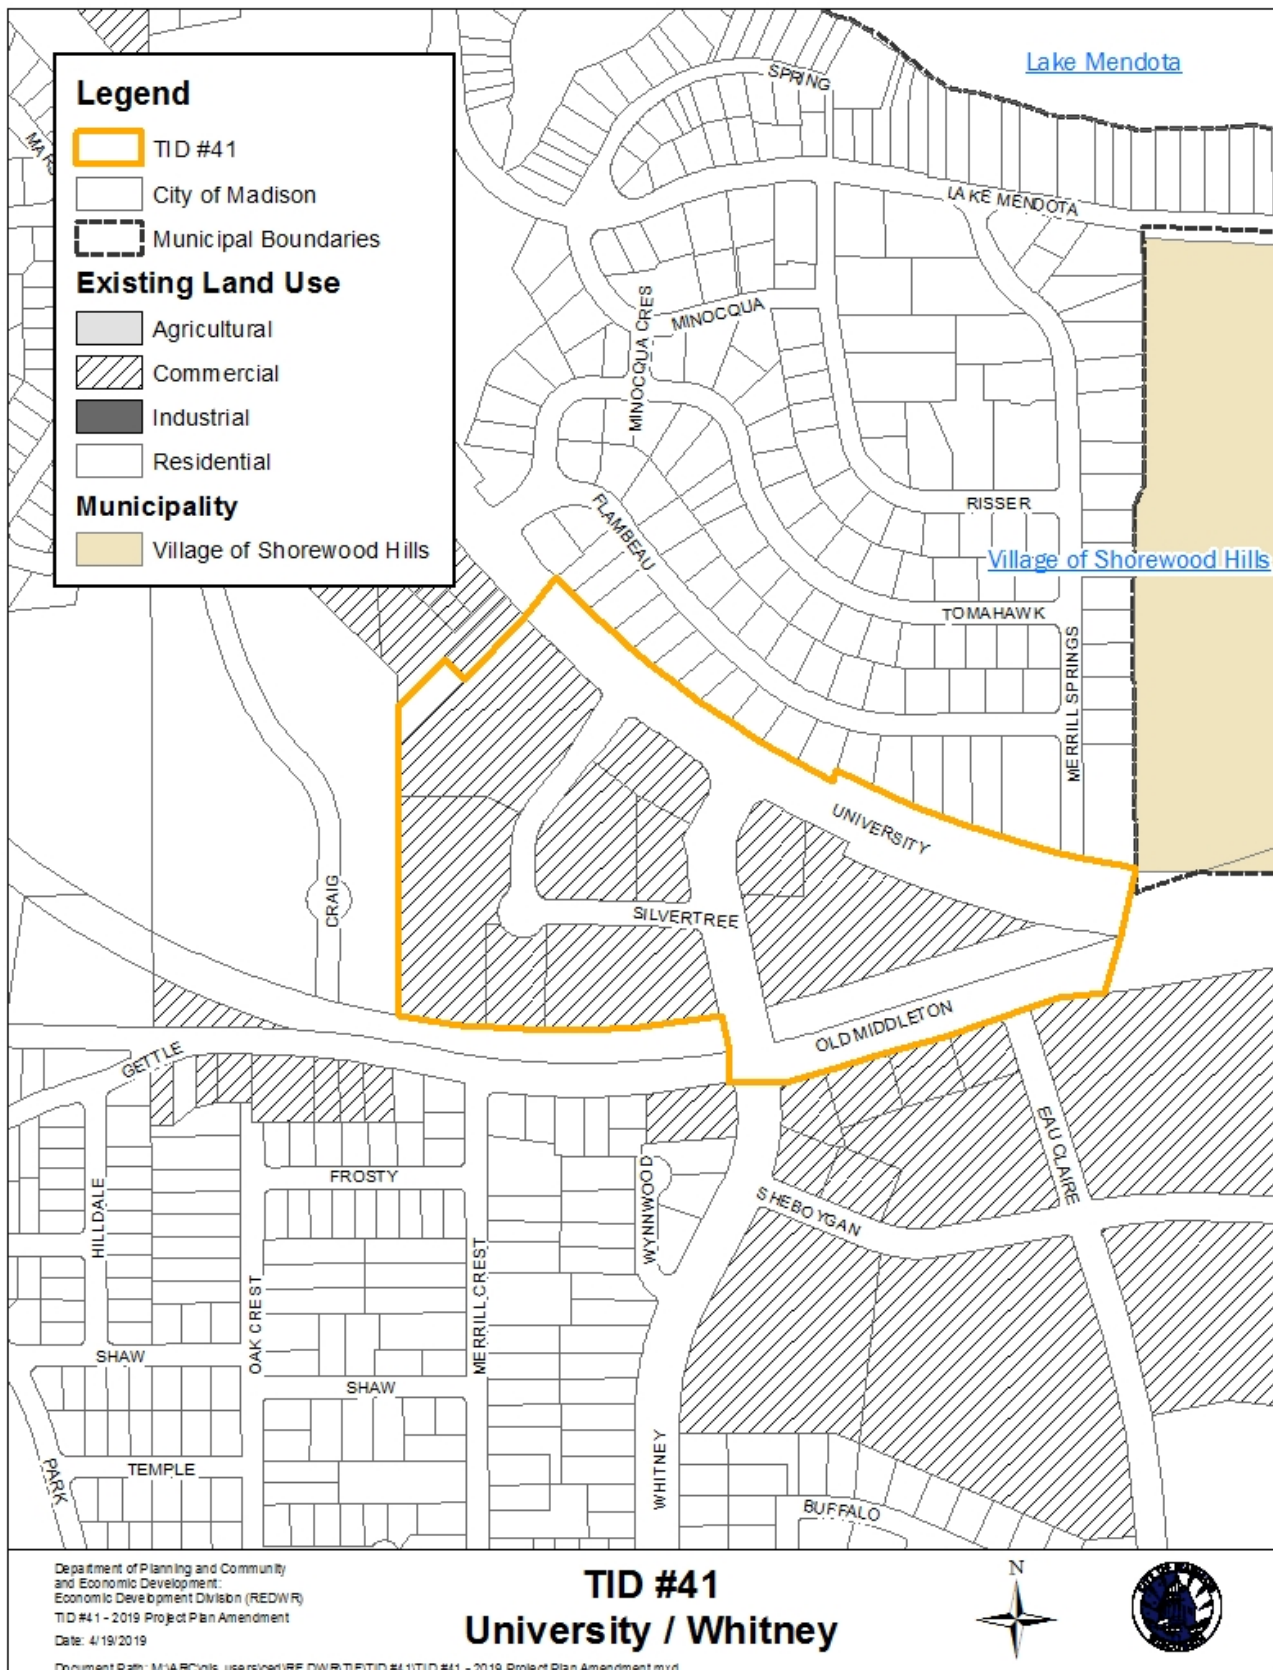 Lake Mendota
SPRING
Legend
TID #41
City of Madison
Municipal Boundaries
Existing Land Use
Agricultural
Commercial
Industrial
Residential
Municipality
Village of Shorewood Hills
LAKE MENDOTA
MINOCQUA CRES
MINOCQUA
RISSER
FLAMBEAU
Village of Shorewood Hills
TOMAHAWK
MERRILL SPRINGS
UNIVERSITY
CRAIG
SILVERTREE
OLD MIDDLETON
GETTLE
EAU CLAIRE
FROSTY
HILLDALE
WYNNWOOD
SHEBOYGAN
OAK CREST
MERRILL CREST
SHAW
SHAW
WHITNEY
TEMPLE
PARK
BUFFALO
Department of Planning and Community
and Economic Development:
Economic Development Division (REDWR)
TID #41 - 2019 Project Plan Amendment
Date: 4/19/2019
TID #41
University / Whitney
N